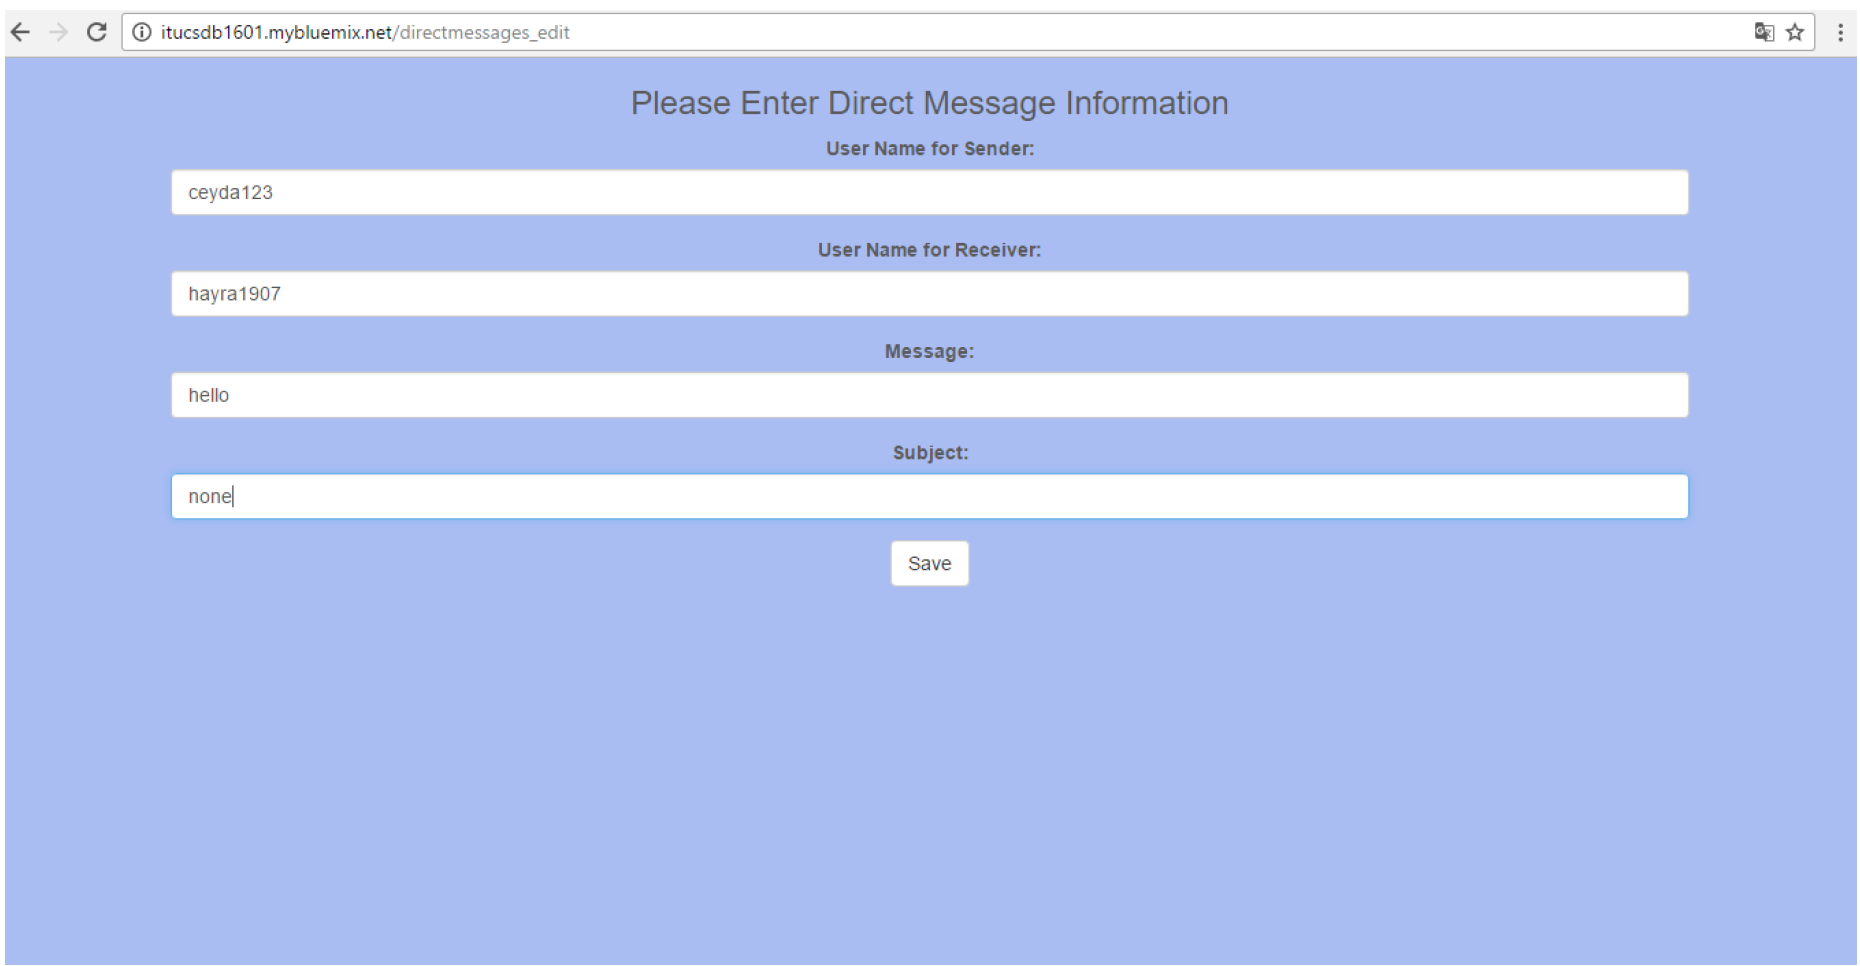 itucsdb1601.mybluemix.net/directmessages_edit
Please Enter Direct Message Information
User Name for Sender:
ceyda123
User Name for Receiver:
hayra1907
Message:
hello
Subject:
none
Save